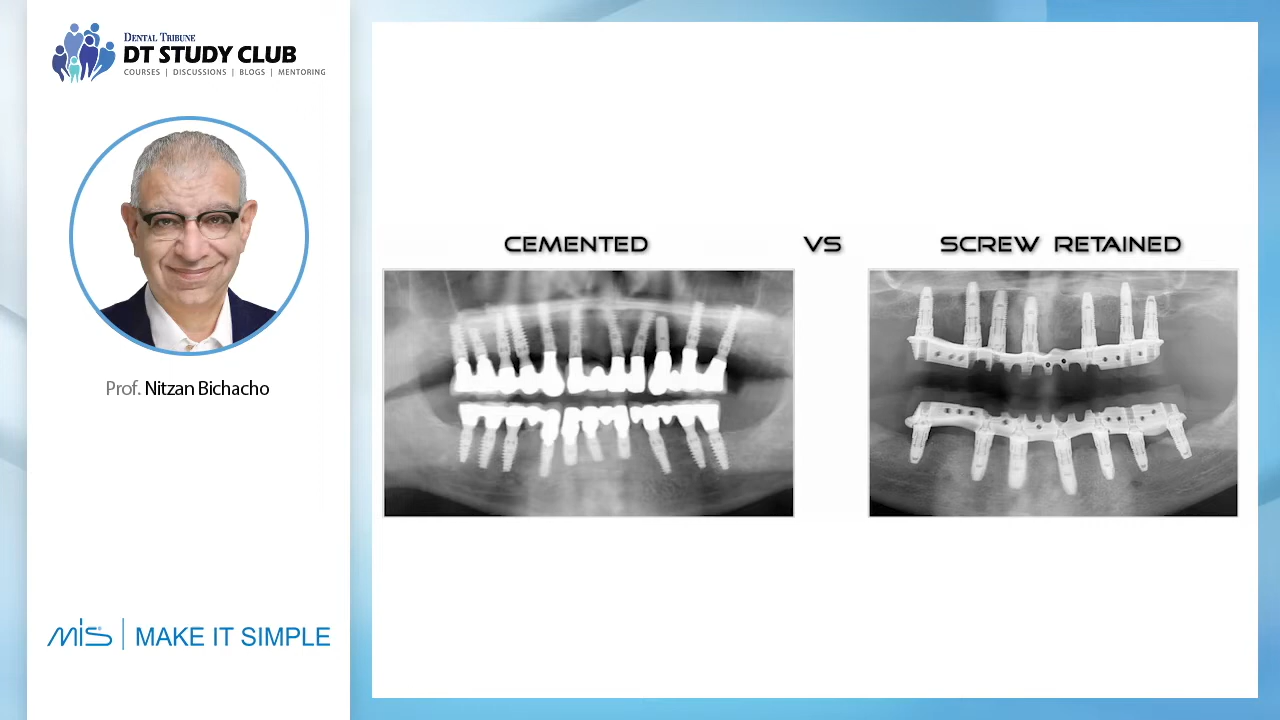 DENTAL TRIBUNE
DT STUDY CLUB
COURSES | DISCUSSIONS | BLOGS | MENTORING
Prof. Nitzan Bichacho
MIS® | MAKE IT SIMPLE
CEMENTED VS SCREW RETAINED